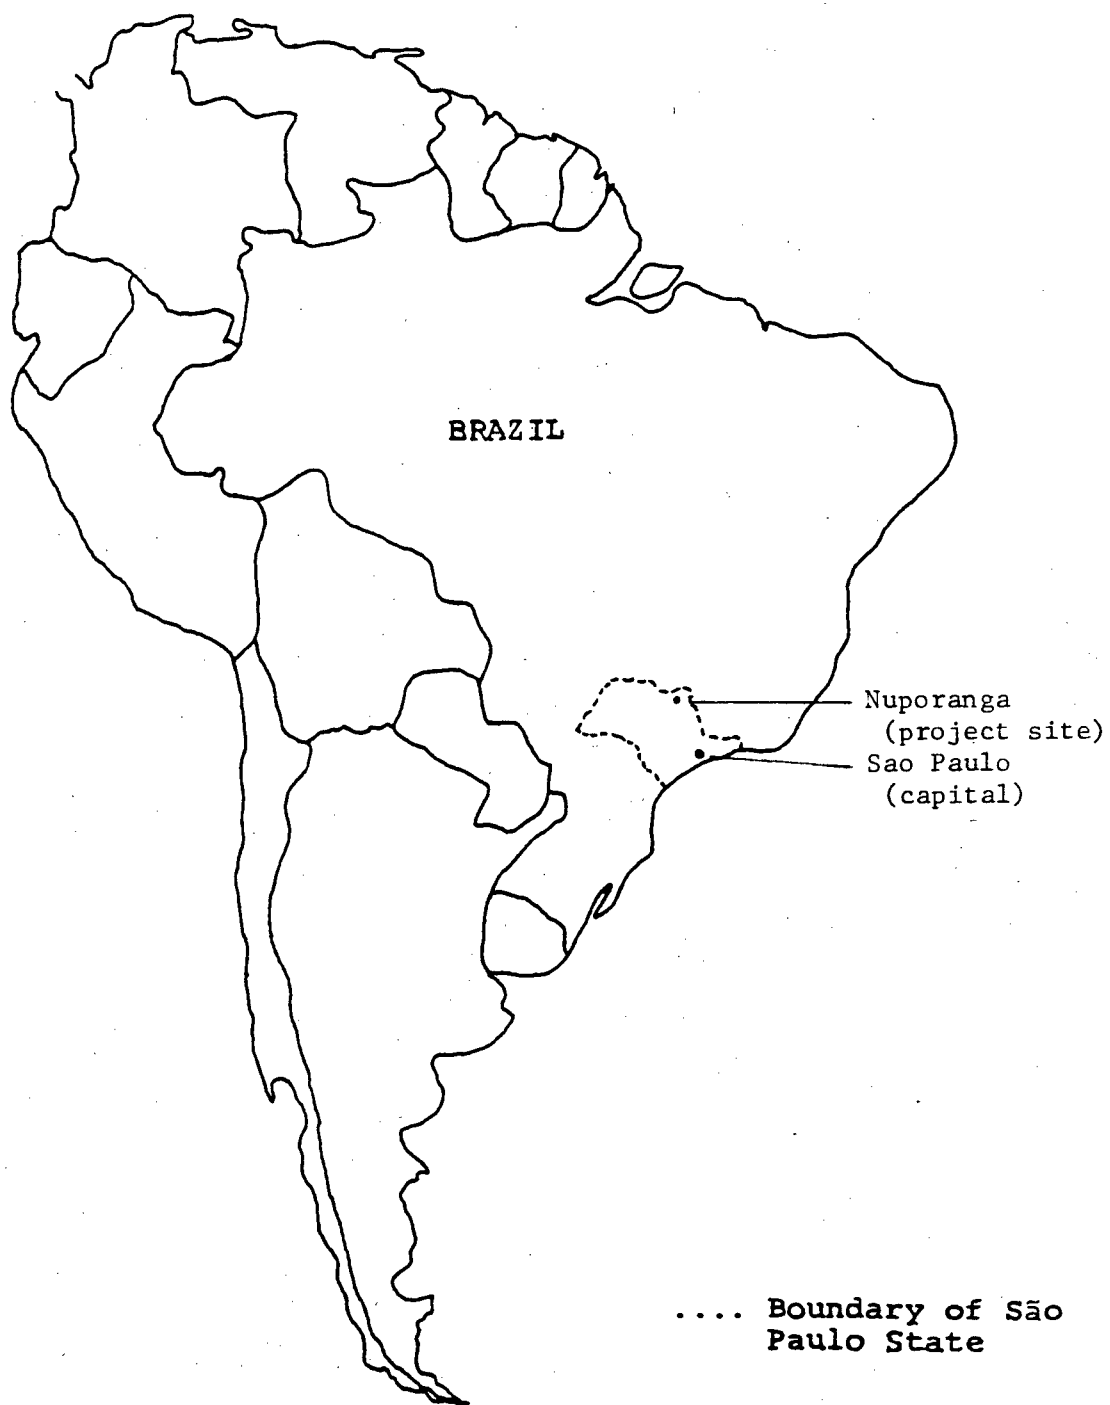 BRAZIL
Nuporanga
(project site)
Sao Paulo
(capital)
.... Boundary of São
Paulo State